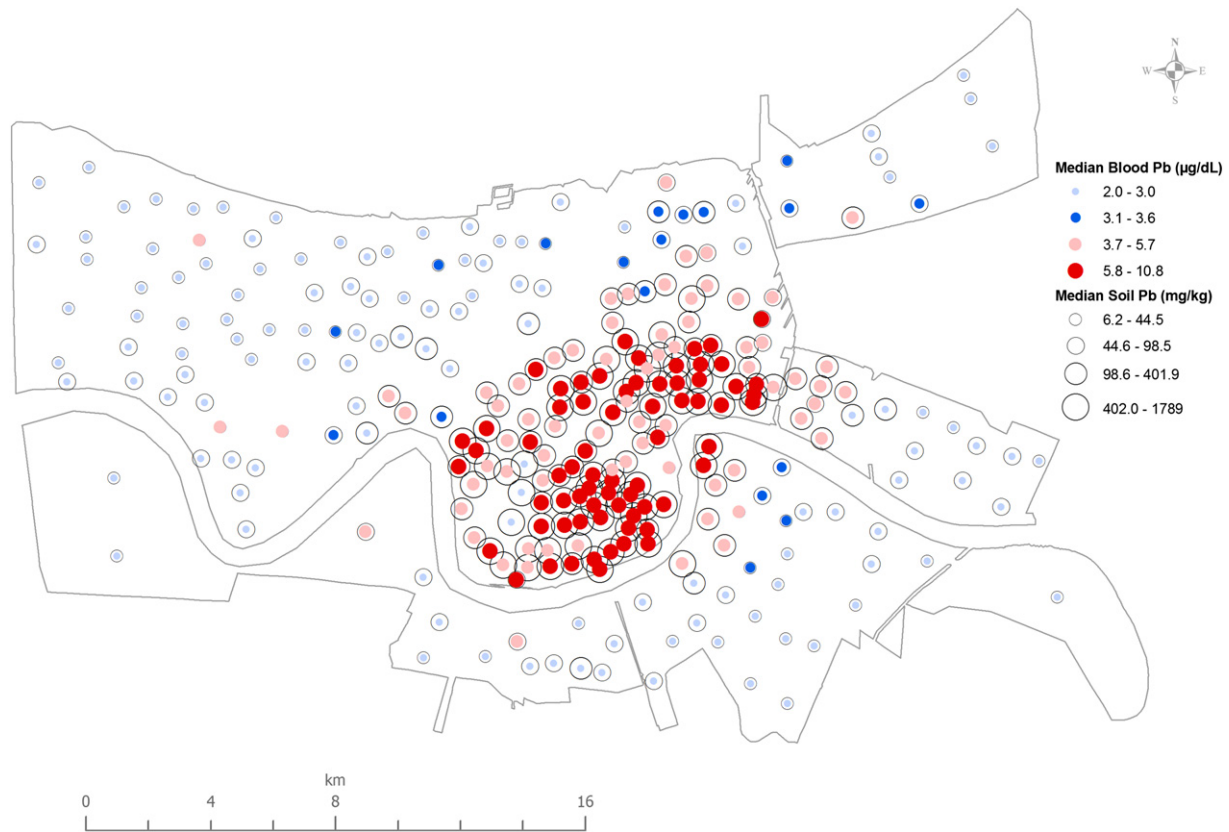 N
W E
S
Median Blood Pb (µg/dL)
2.0 - 3.0
3.1 - 3.6
3.7 - 5.7
5.8 - 10.8
Median Soil Pb (mg/kg)
6.2 - 44.5
44.6 - 98.5
98.6 - 401.9
402.0 - 1789
km
0 4 8 16